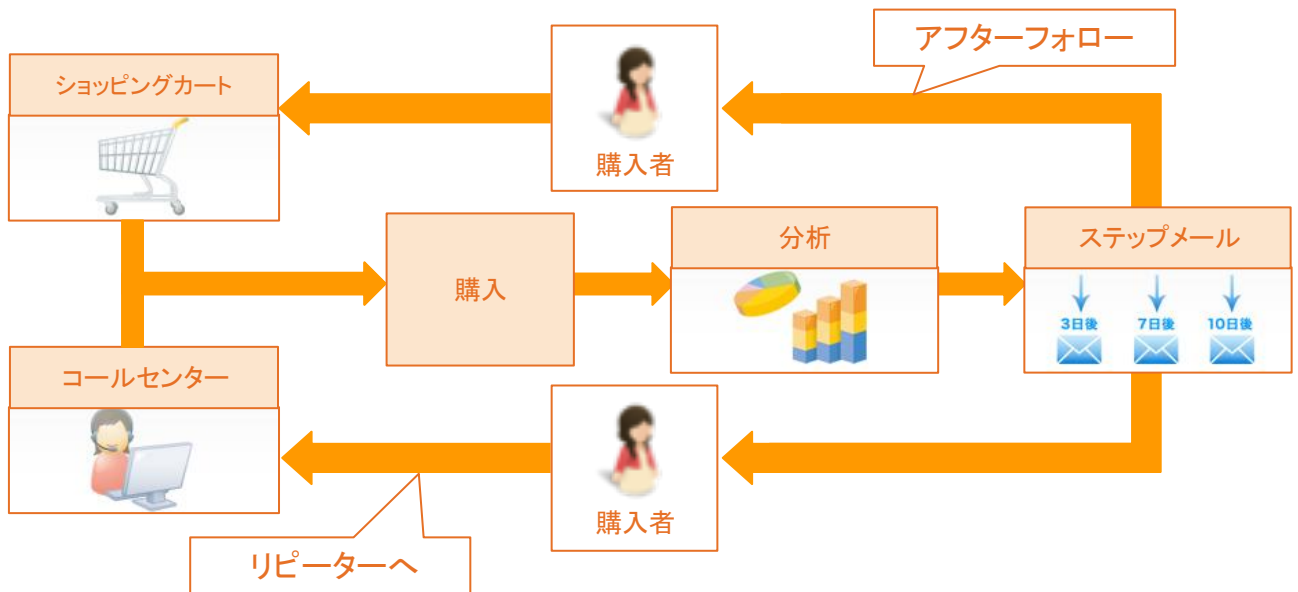 アフターフォロー
ショッピングカート
購入者
購入
分析
ステップメール
3日後
7日後
10日後
コールセンター
購入者
リピーターへ